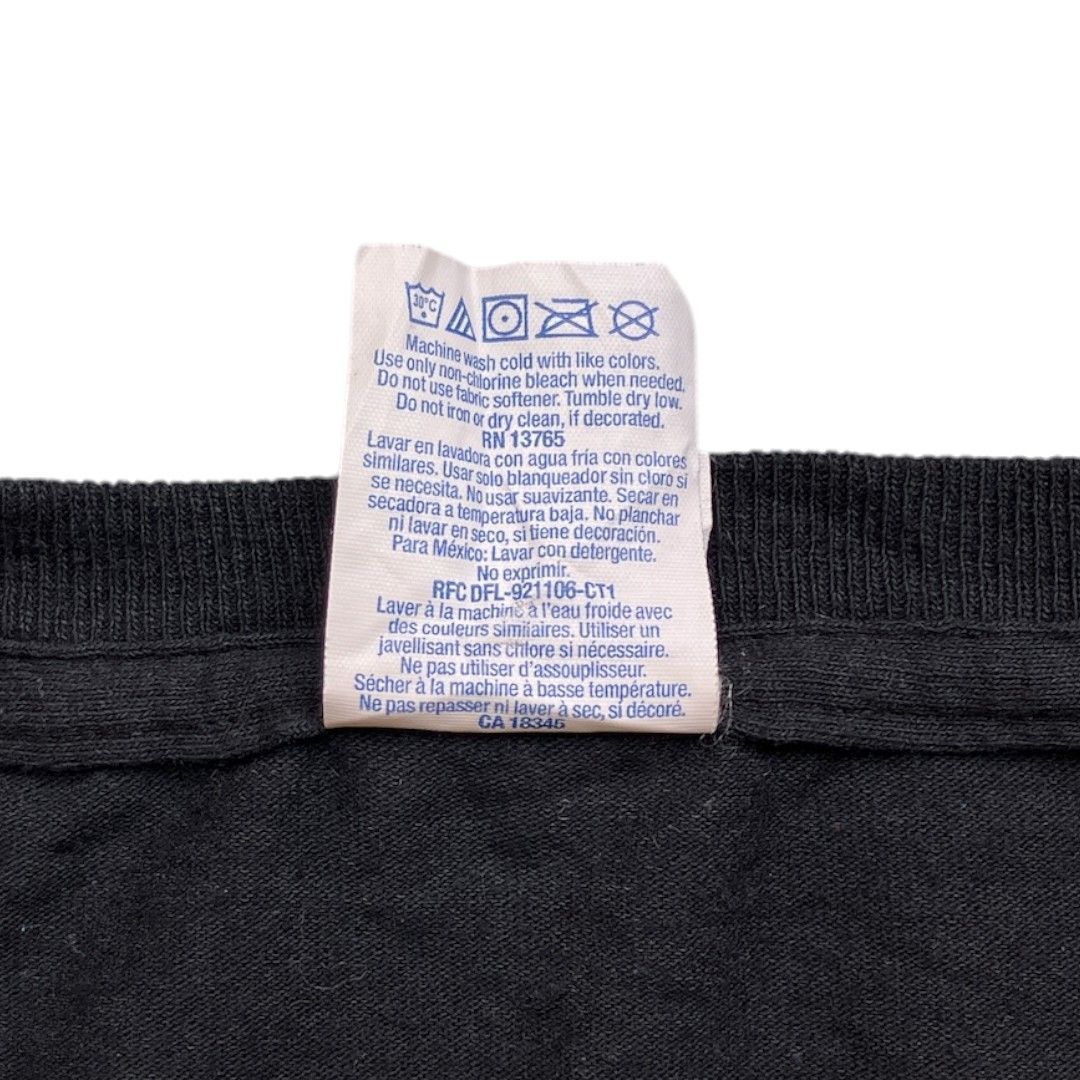 30°C
Machine wash cold with like colors.
Use only non-chlorine bleach when needed.
Do not use fabric softener. Tumble dry low.
Do not iron or dry clean, if decorated.
RN 13765
Lavar en lavadora con agua fría con colores
similares. Usar solo blanqueador sin cloro si
se necesita. No usar suavizante. Secar en
secadora a temperatura baja. No planchar
ni lavar en seco, si tiene decoración.
Para México: Lavar con detergente.
No exprimir.
RFC DFL-921106-CT1
Laver à la machine à l'eau froide avec
des couleurs similaires. Utiliser un
javellisant sans chlore si nécessaire.
Ne pas utiliser d'assouplisseur.
Sécher à la machine à basse température.
Ne pas repasser ni laver à sec, si décoré.
CA 18345